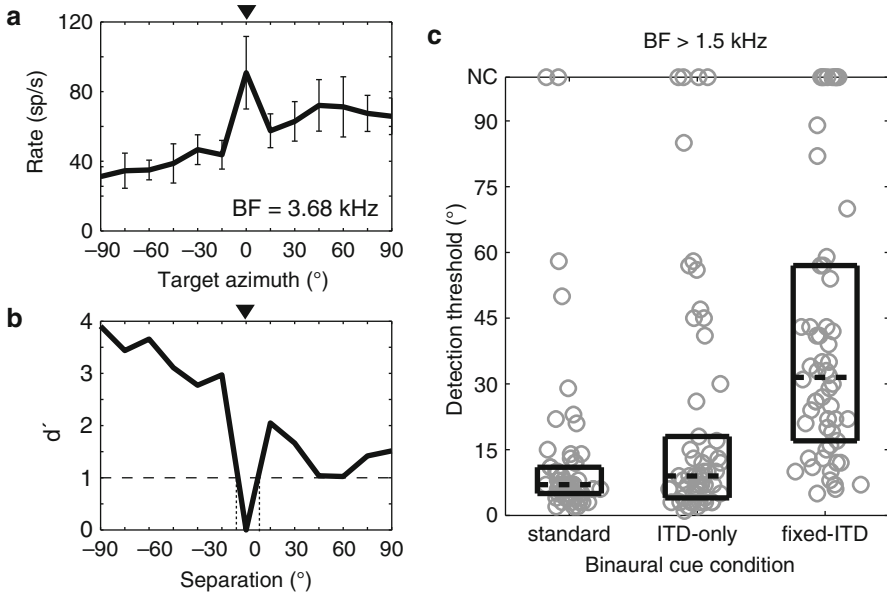 a
120
80
40
0
Rate (sp/s)
BF = 3.68 kHz
–90 –60 –30 0 30 60 90
Target azimuth (°)
b
4
3
2
1
0
d´
–90 –60 –30 0 30 60 90
Separation (°)
c
BF > 1.5 kHz
NC
90
75
60
45
30
15
0
Detection threshold (°)
standard ITD-only fixed-ITD
Binaural cue condition